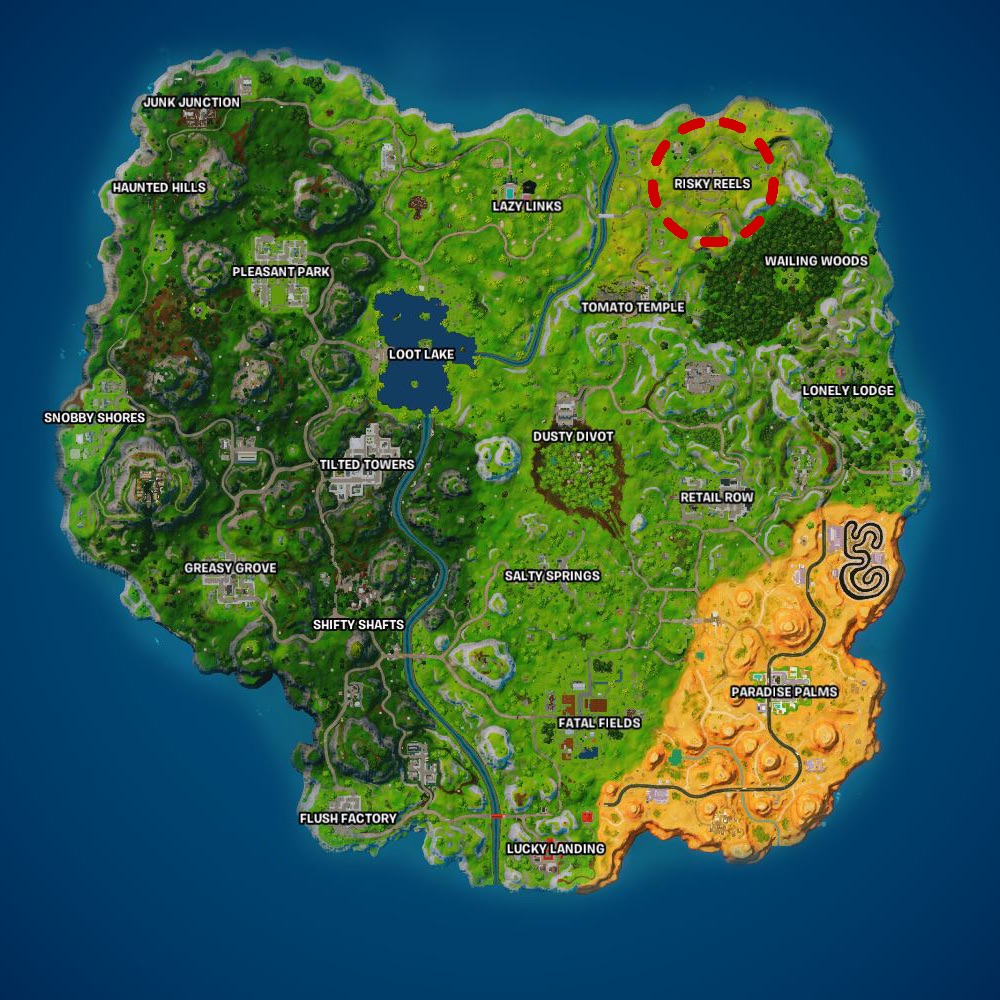 JUNK JUNCTION
HAUNTED HILLS
RISKY REELS
LAZY LINKS
WAILING WOODS
PLEASANT PARK
TOMATO TEMPLE
LOOT LAKE
LONELY LODGE
SNOBBY SHORES
DUSTY DIVOT
TILTED TOWERS
RETAIL ROW
GREASY GROVE
SALTY SPRINGS
SHIFTY SHAFTS
PARADISE PALMS
FATAL FIELDS
FLUSH FACTORY
LUCKY LANDING